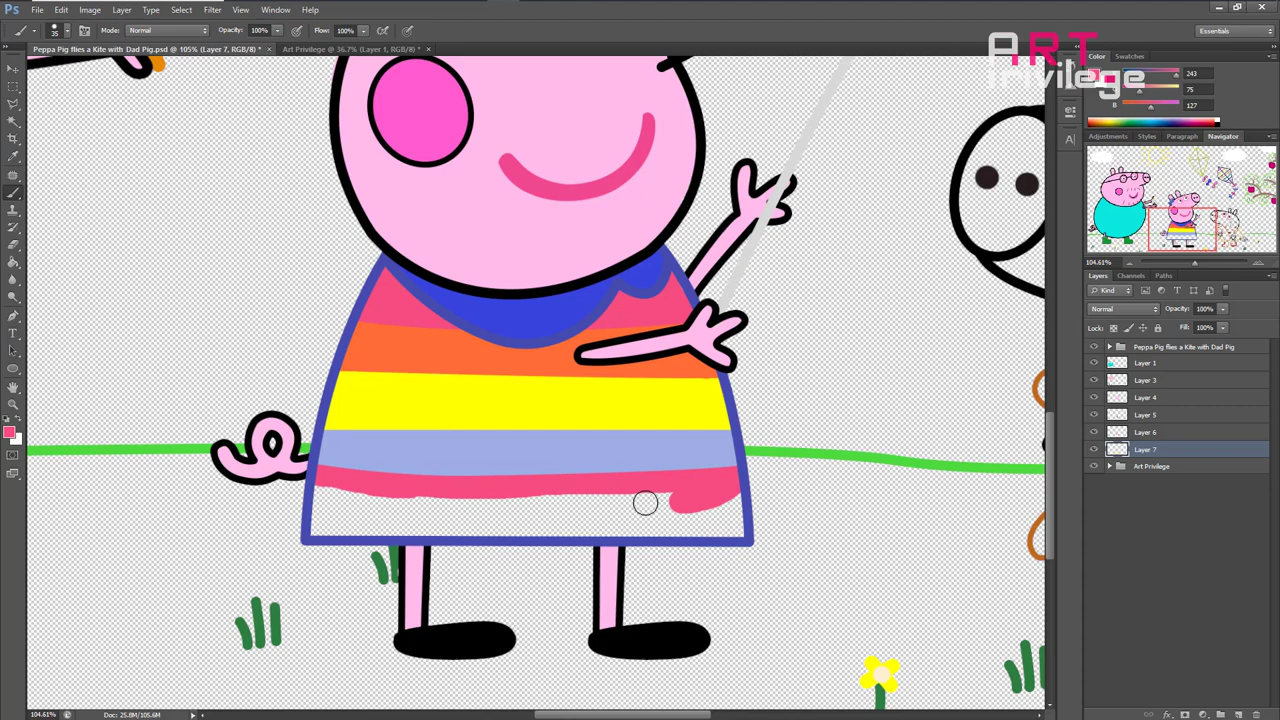 Ps File Edit Image Layer Type Select Filter View Window Help
35 Mode: Normal Opacity: 100% Flow: 100% Essentials
Peppa Pig flies a Kite with Dad Pig.psd @ 105% (Layer 7, RGB/8) * × Art Privilege @ 36.7% (Layer 1, RGB/8) * ×
ART
Color Swatches
243
75
B 127
Adjustments Styles Paragraph Navigator
104.61%
Layers Channels Paths
Kind
Normal Opacity: 100%
Lock: Fill: 100%
Peppa Pig flies a Kite with Dad Pig
Layer 1
Layer 3
Layer 4
Layer 5
Layer 6
Layer 7
Art Privilege
104.61% Doc: 25.8M/105.6M